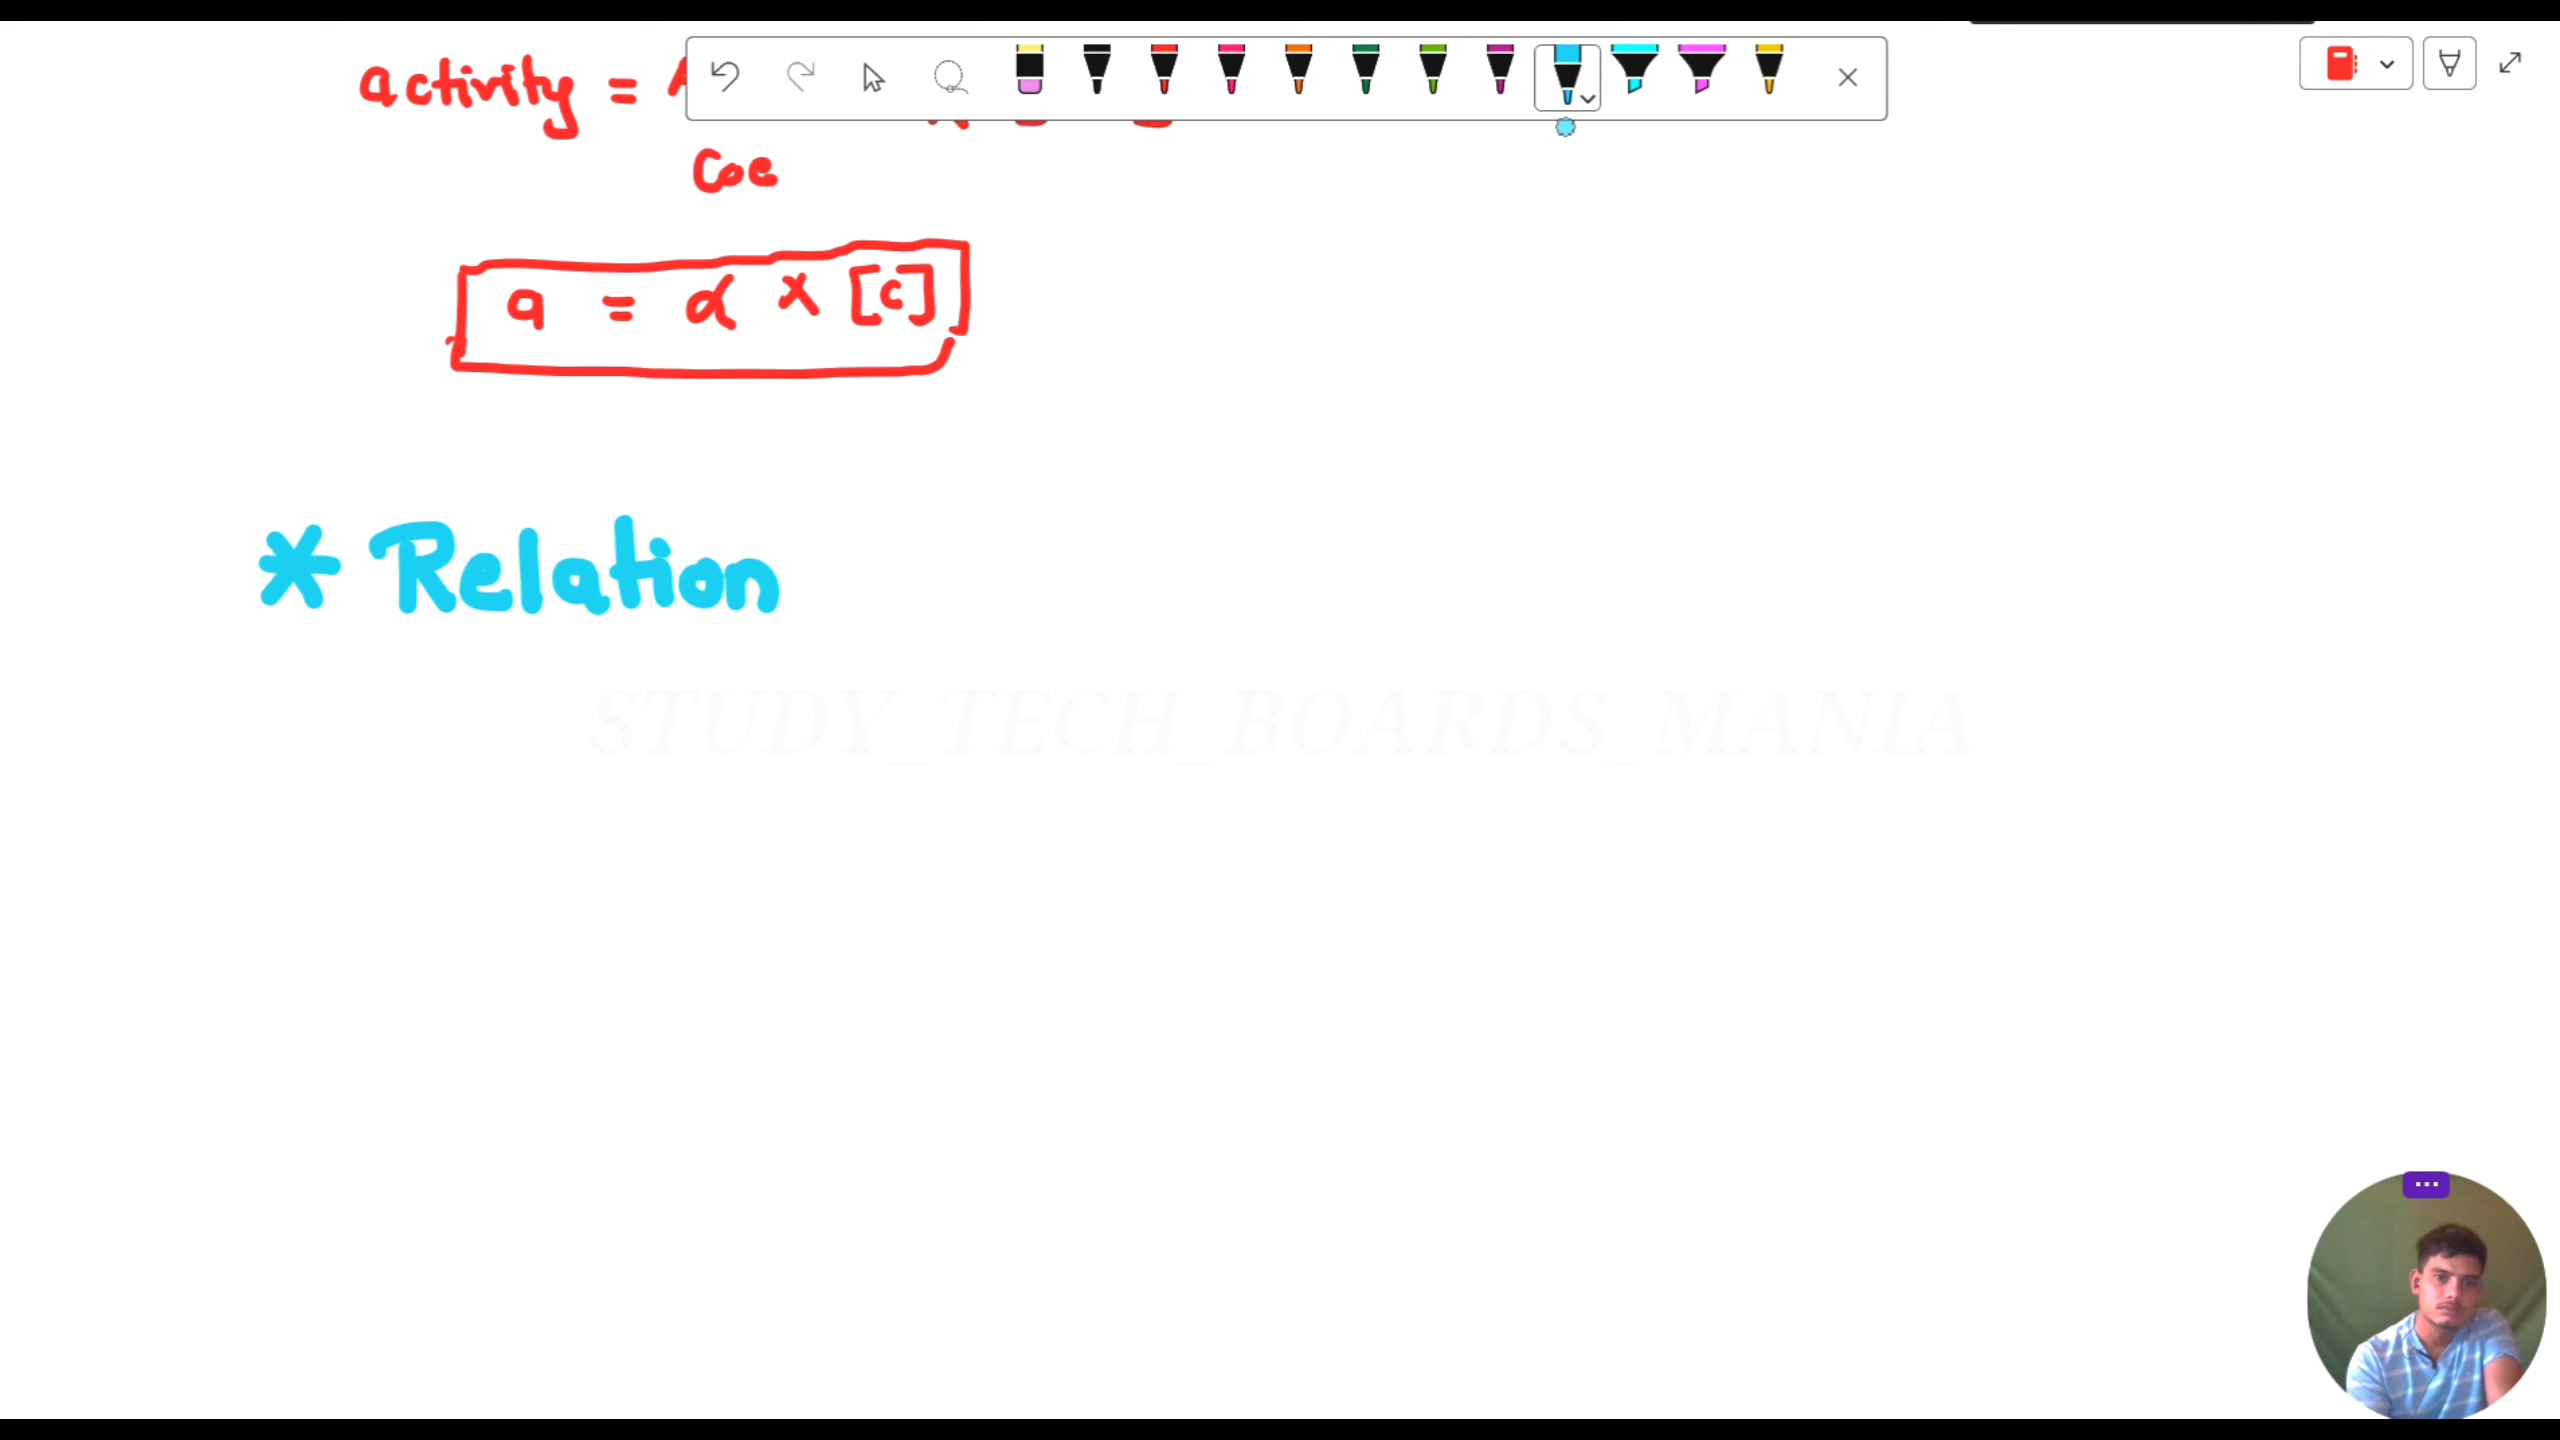 activity =
Coe
a = α × [c]
* Relation
STUDY_TECH_BOARDS_MANIA